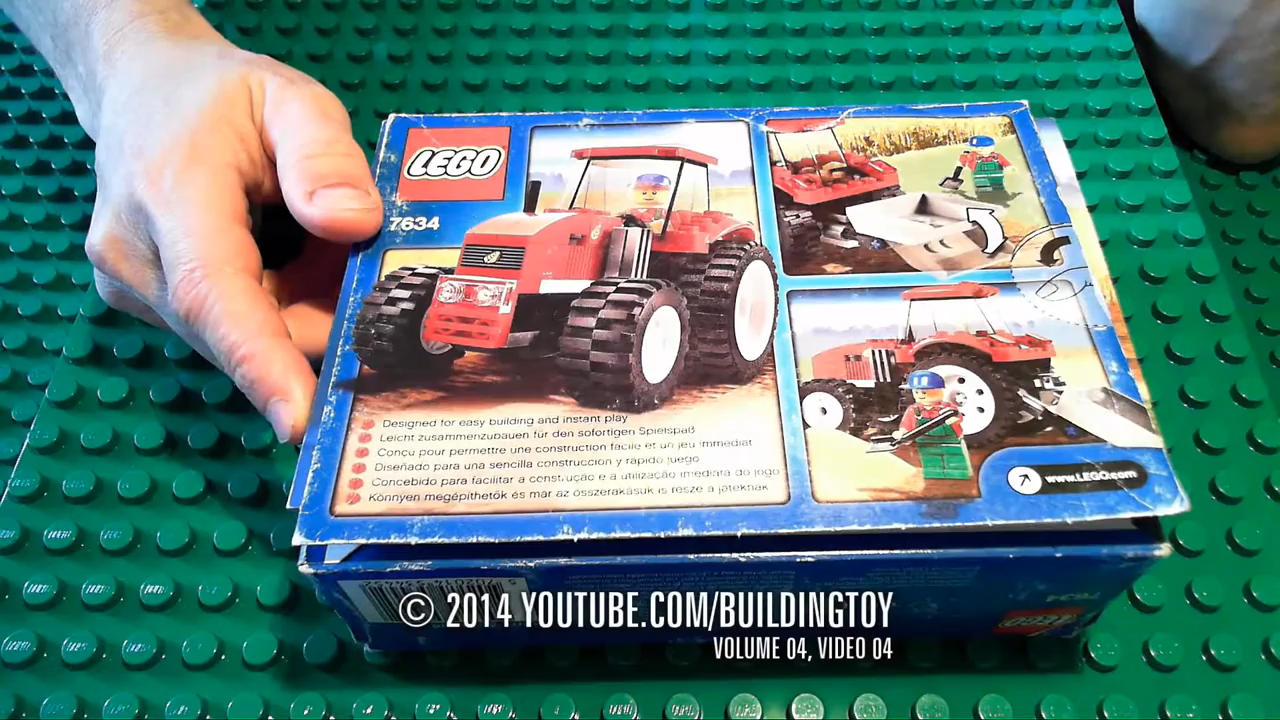 LEGO
7634
Designed for easy building and instant play
Leicht zusammenzubauen für den sofortigen Spielspaß
Conçu pour permettre une construction facile et un jeu immédiat
Diseñado para una sencilla construcción y rápido juego
Concebido para facilitar a construção e a utilização imediata do jogo
Könnyen megépíthetők és már az összerakásuk is része a játéknak
www.LEGO.com
7634
LEGO
© 2014 YOUTUBE.COM/BUILDINGTOY
VOLUME 04, VIDEO 04